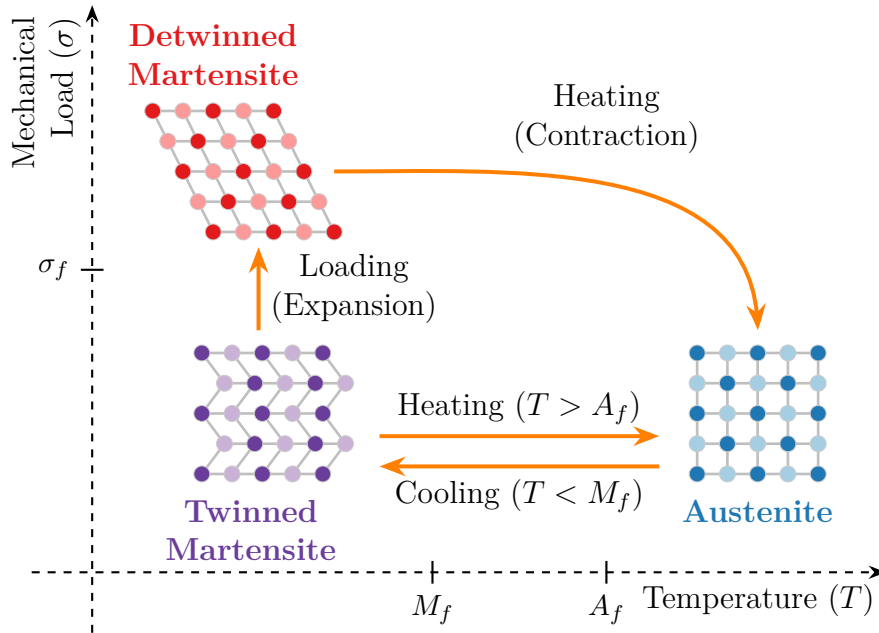 Mechanical
Load (σ)
Detwinned
Martensite
Heating
(Contraction)
σ_f
Loading
(Expansion)
Heating (T > A_f)
Cooling (T < M_f)
Twinned
Martensite
Austenite
M_f
A_f
Temperature (T)